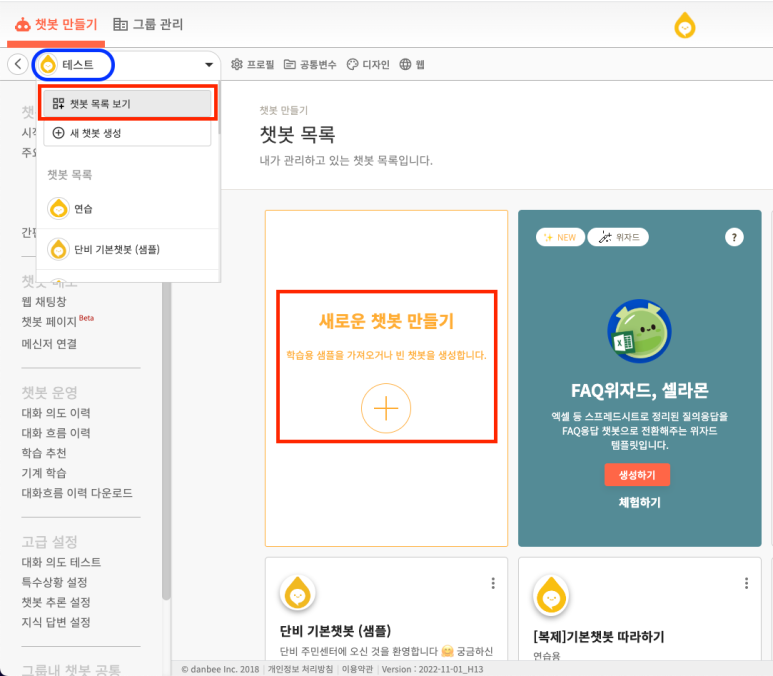 챗봇 만들기
그룹 관리
테스트
프로필
공통변수
디자인
웹
챗봇 목록 보기
새 챗봇 생성
챗봇 목록
연습
단비 기본챗봇 (샘플)
웹 채팅창
챗봇 페이지 Beta
메신저 연결
챗봇 운영
대화 의도 이력
대화 흐름 이력
학습 추천
기계 학습
대화흐름 이력 다운로드
고급 설정
대화 의도 테스트
특수상황 설정
챗봇 추론 설정
지식 답변 설정
그룹내 챗봇 공통
챗봇 만들기
챗봇 목록
내가 관리하고 있는 챗봇 목록입니다.
새로운 챗봇 만들기
학습용 샘플을 가져오거나 빈 챗봇을 생성합니다.
NEW
위자드
?
FAQ위자드, 셀라몬
엑셀 등 스프레드시트로 정리된 질의응답을
FAQ응답 챗봇으로 전환해주는 위자드
템플릿입니다.
생성하기
체험하기
단비 기본챗봇 (샘플)
단비 주민센터에 오신 것을 환영합니다 🤗 궁금하신
[복제]기본챗봇 따라하기
연습용
© danbee Inc. 2018 | 개인정보 처리방침 | 이용약관 | Version : 2022-11-01_H13